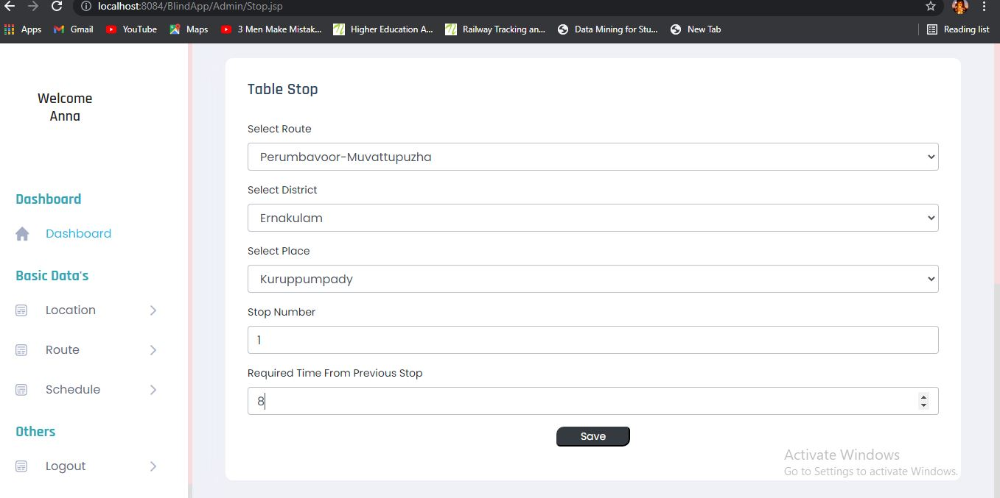 localhost:8084/BlindApp/Admin/Stop.jsp
Apps Gmail YouTube Maps 3 Men Make Mistak... Higher Education A... Railway Tracking an... Data Mining for Stu... New Tab Reading list
Welcome
Anna
Dashboard
Dashboard
Basic Data's
Location
Route
Schedule
Others
Logout
Table Stop
Select Route
Perumbavoor-Muvattupuzha
Select District
Ernakulam
Select Place
Kuruppumpady
Stop Number
1
Required Time From Previous Stop
8
Save
Activate Windows
Go to Settings to activate Windows.